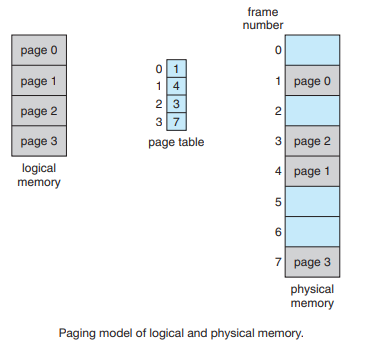 frame
number
page 0
page 1
page 2
page 3
logical
memory
0 1
1 4
2 3
3 7
page table
0
1 page 0
2
3 page 2
4 page 1
5
6
7 page 3
physical
memory
Paging model of logical and physical memory.